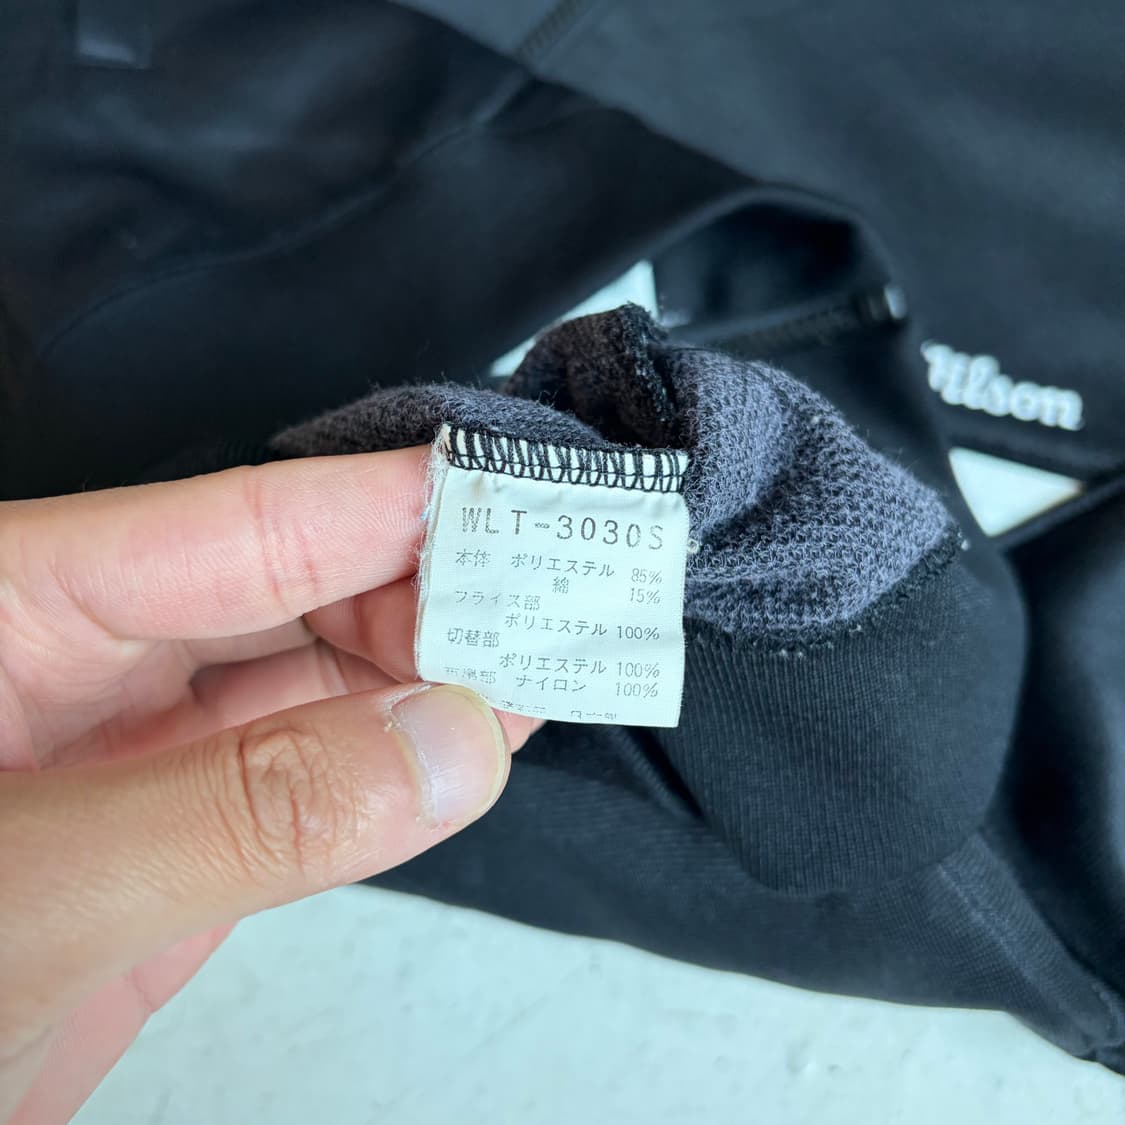 Wilson
WLT-3030S
本体 ポリエステル 85%
綿 15%
フライス部
ポリエステル 100%
切替部
ポリエステル 100%
ナイロン 100%